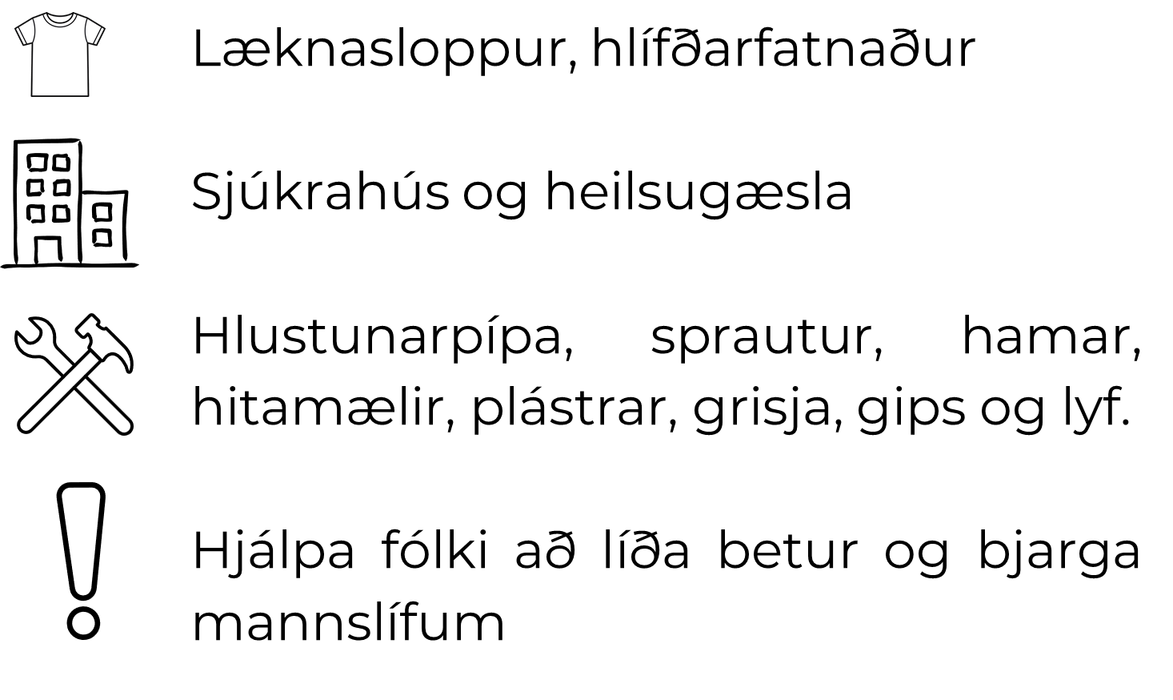 Læknasloppur, hlífðarfatnaður
Sjúkrahús og heilsugæsla
Hlustunarpípa, sprautur, hamar,
hitamælir, plástrar, grisja, gips og lyf.
Hjálpa fólki að líða betur og bjarga
mannslífum